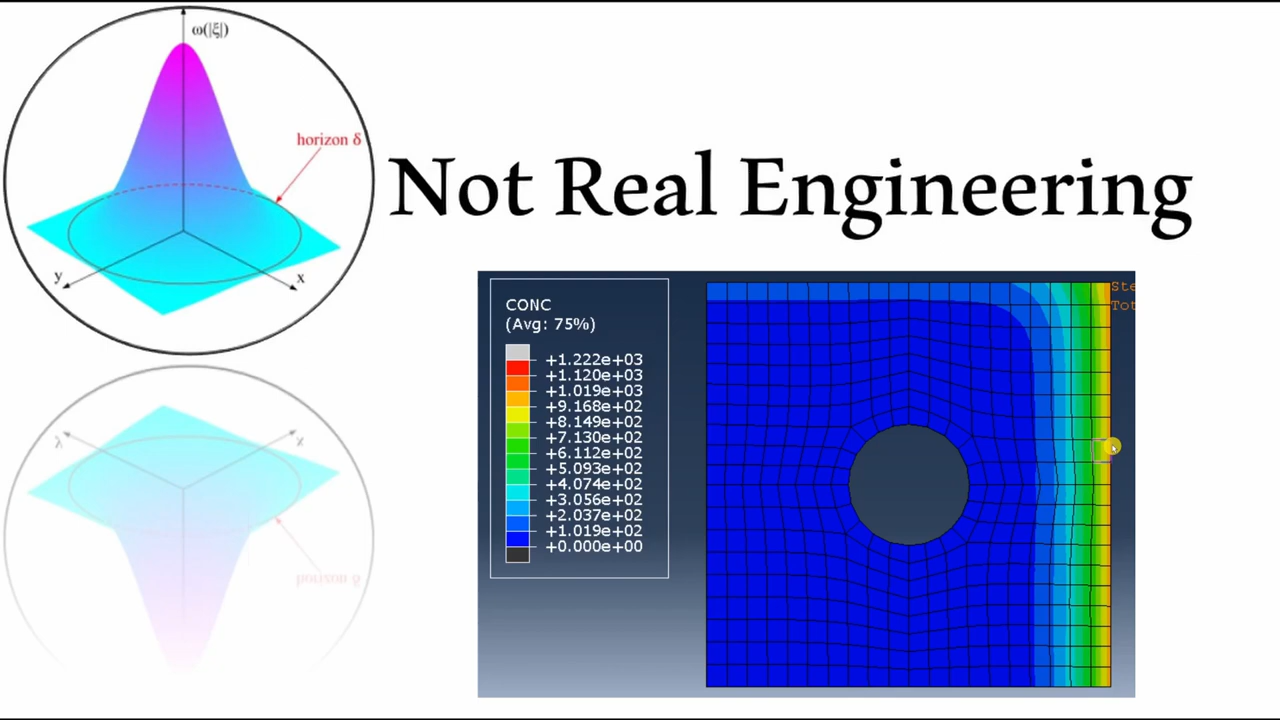 ω(|ξ|)
horizon δ
y
x
Not Real Engineering
CONC
(Avg: 75%)
+1.222e+03
+1.120e+03
+1.019e+03
+9.168e+02
+8.149e+02
+7.130e+02
+6.112e+02
+5.093e+02
+4.074e+02
+3.056e+02
+2.037e+02
+1.019e+02
+0.000e+00
Ste
Tot